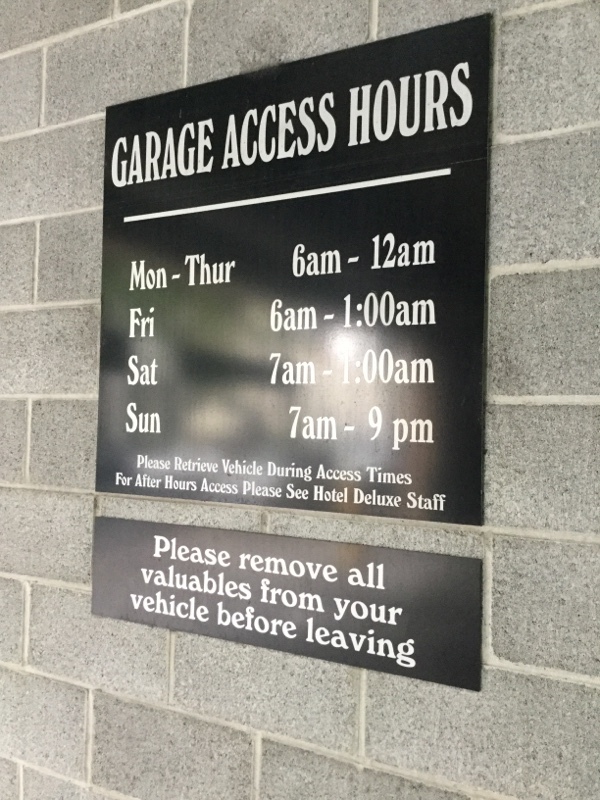 GARAGE ACCESS HOURS
Mon - Thur 6am - 12am
Fri 6am - 1:00am
Sat 7am - 1:00am
Sun 7am - 9 pm
Please Retrieve Vehicle During Access Times
For After Hours Access Please See Hotel Deluxe Staff
Please remove all
valuables from your
vehicle before leaving